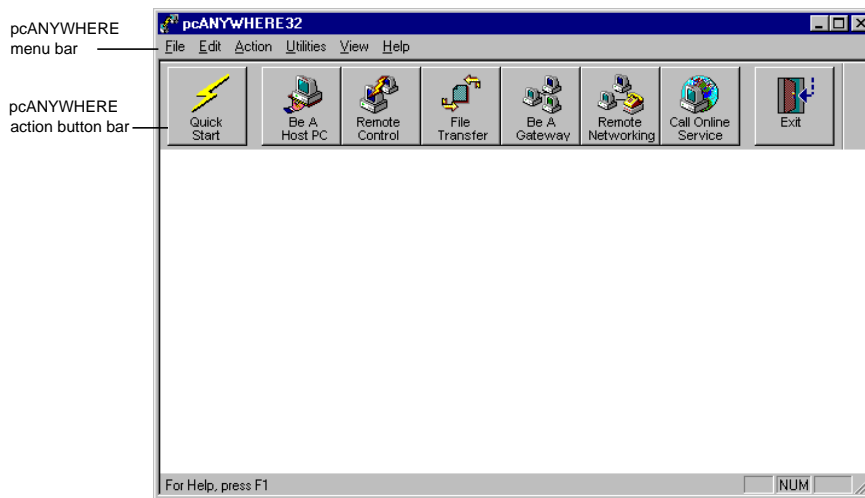 pcANYWHERE
menu bar
pcANYWHERE
action button bar
pcANYWHERE32
File Edit Action Utilities View Help
Quick
Start
Be A
Host PC
Remote
Control
File
Transfer
Be A
Gateway
Remote
Networking
Call Online
Service
Exit
For Help, press F1
NUM